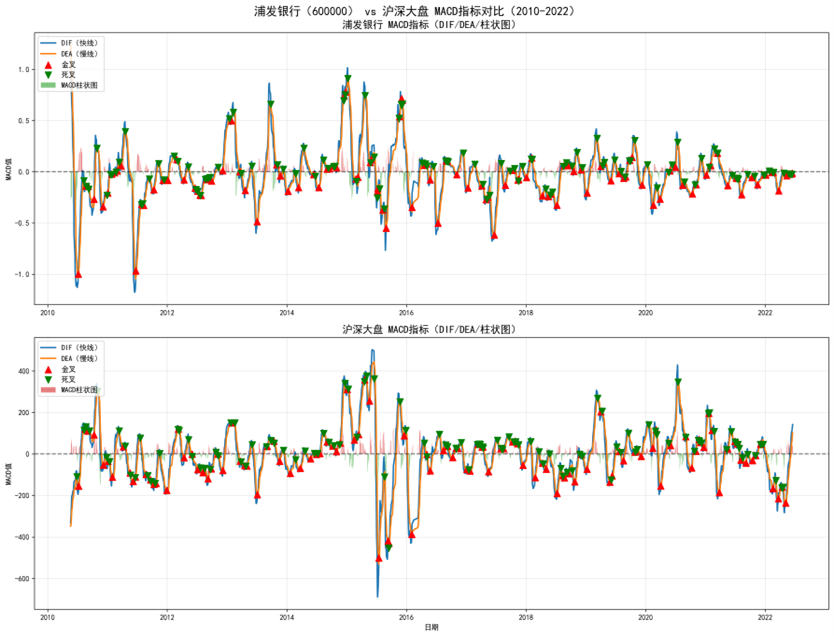 浦发银行（600000） vs 沪深大盘 MACD指标对比（2010-2022）
浦发银行 MACD指标（DIF/DEA/柱状图）
DIF（快线）
DEA（慢线）
金叉
死叉
MACD柱状图
MACD值
1.0
0.5
0.0
-0.5
-1.0
2010 2012 2014 2016 2018 2020 2022
沪深大盘 MACD指标（DIF/DEA/柱状图）
DIF（快线）
DEA（慢线）
金叉
死叉
MACD柱状图
MACD值
400
200
0
-200
-400
-600
2010 2012 2014 2016 2018 2020 2022
日期